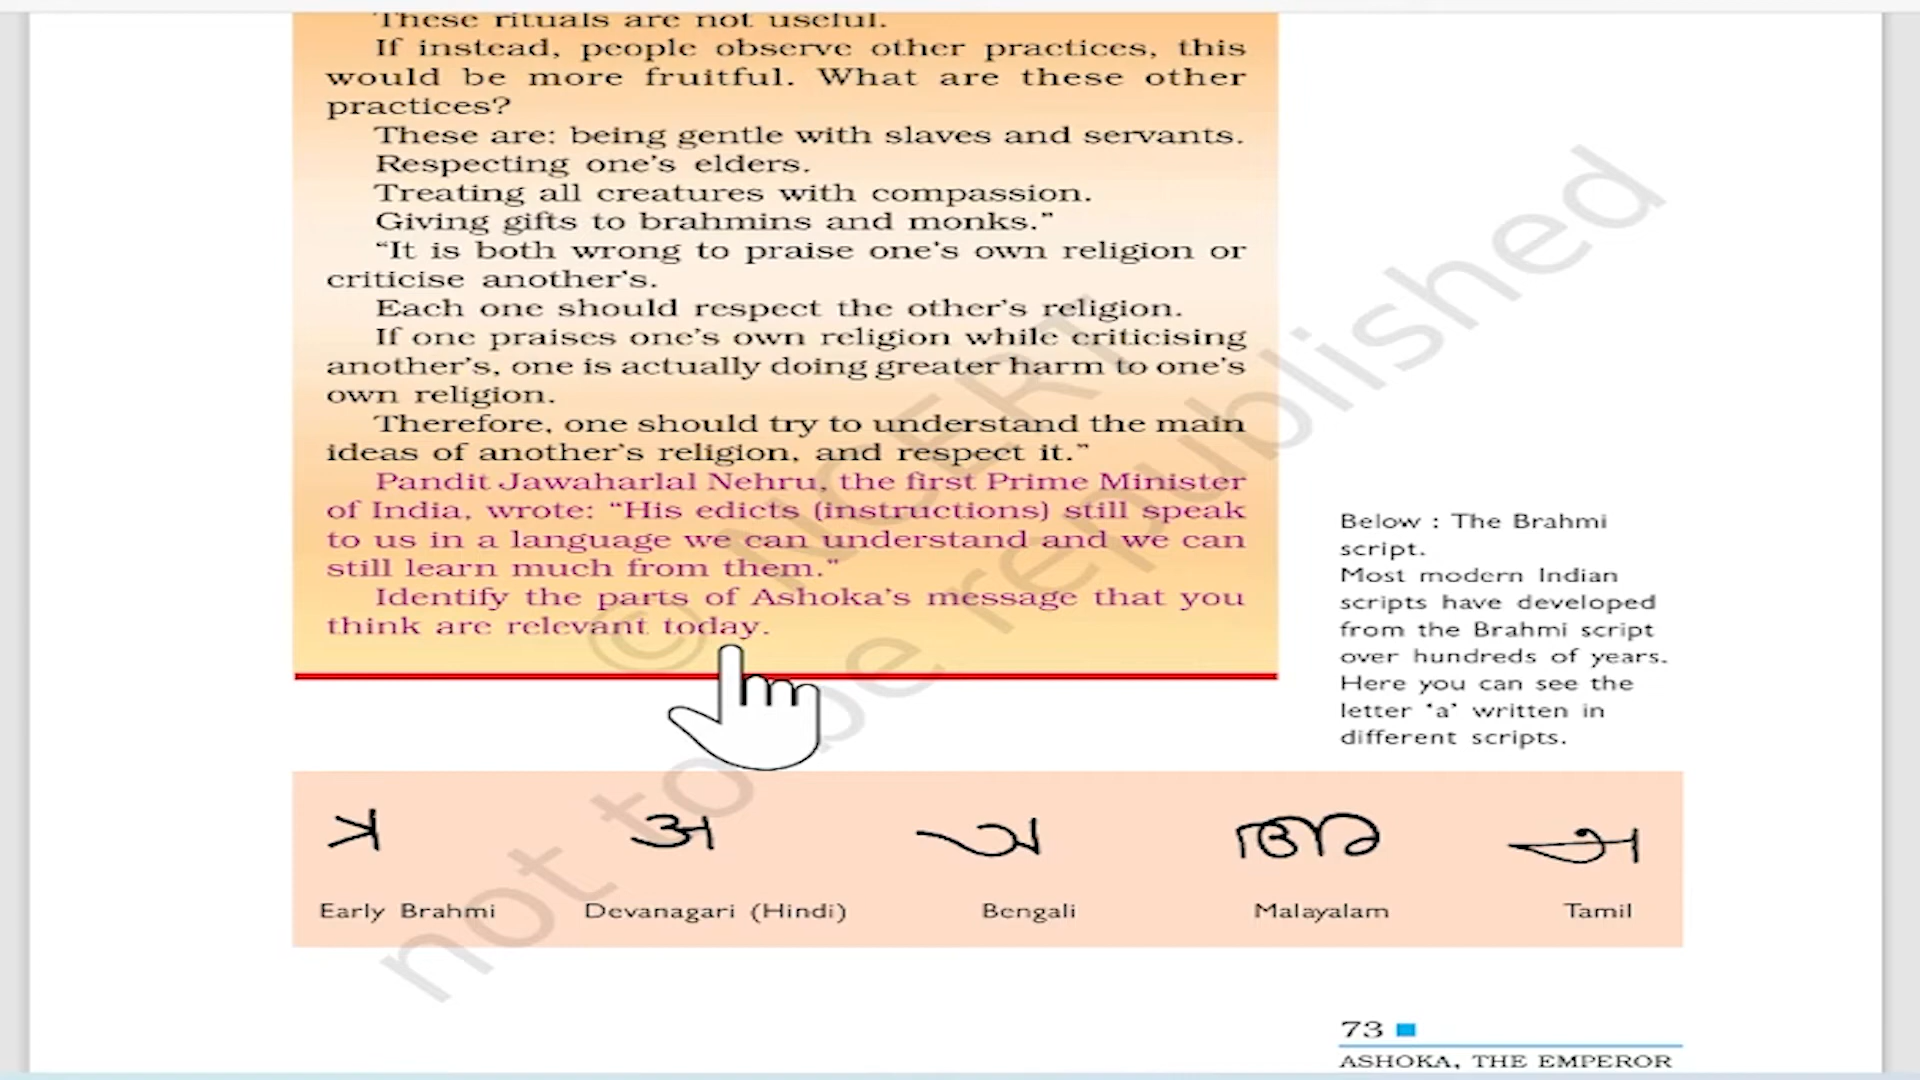 These rituals are not useful.
If instead, people observe other practices, this
would be more fruitful. What are these other
practices?
These are: being gentle with slaves and servants.
Respecting one's elders.
Treating all creatures with compassion.
Giving gifts to brahmins and monks.”
“It is both wrong to praise one's own religion or
criticise another's.
Each one should respect the other's religion.
If one praises one's own religion while criticising
another's, one is actually doing greater harm to one's
own religion.
Therefore, one should try to understand the main
ideas of another's religion, and respect it.”
Pandit Jawaharlal Nehru, the first Prime Minister
of India, wrote: “His edicts (instructions) still speak
to us in a language we can understand and we can
still learn much from them.”
Identify the parts of Ashoka's message that you
think are relevant today.
Below : The Brahmi
script.
Most modern Indian
scripts have developed
from the Brahmi script
over hundreds of years.
Here you can see the
letter ‘a’ written in
different scripts.
𑀅 अ অ അ அ
Early Brahmi Devanagari (Hindi) Bengali Malayalam Tamil
73
ASHOKA, THE EMPEROR
© NCERT
not to be republished